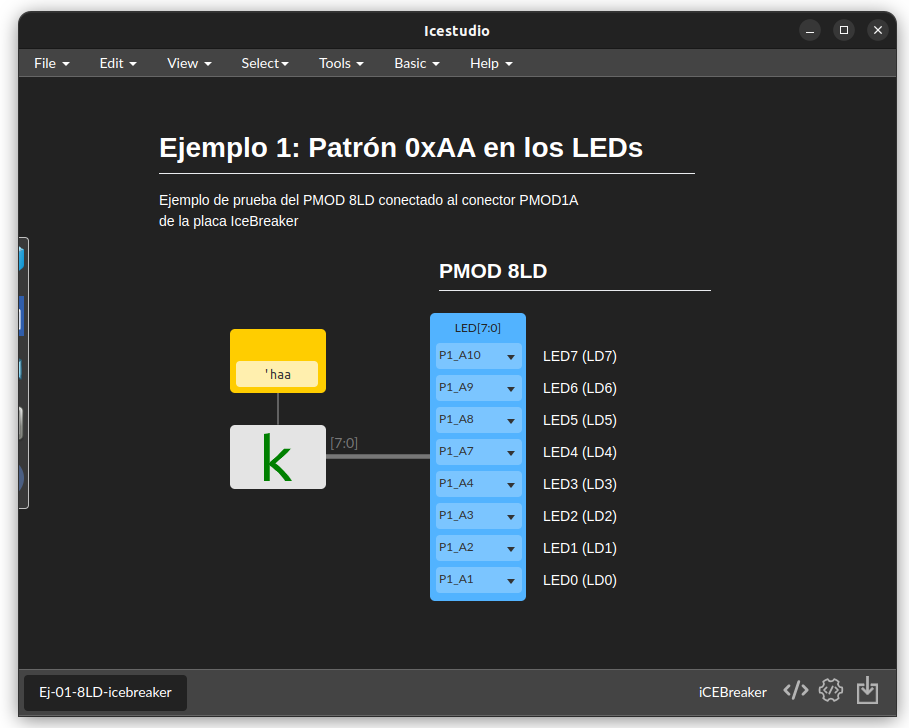 Icestudio
File Edit View Select Tools Basic Help
Ejemplo 1: Patrón 0xAA en los LEDs
Ejemplo de prueba del PMOD 8LD conectado al conector PMOD1A
de la placa IceBreaker
PMOD 8LD
LED[7:0]
'haa
k
[7:0]
P1_A10 LED7 (LD7)
P1_A9 LED6 (LD6)
P1_A8 LED5 (LD5)
P1_A7 LED4 (LD4)
P1_A4 LED3 (LD3)
P1_A3 LED2 (LD2)
P1_A2 LED1 (LD1)
P1_A1 LED0 (LD0)
Ej-01-8LD-icebreaker
iCEBreaker